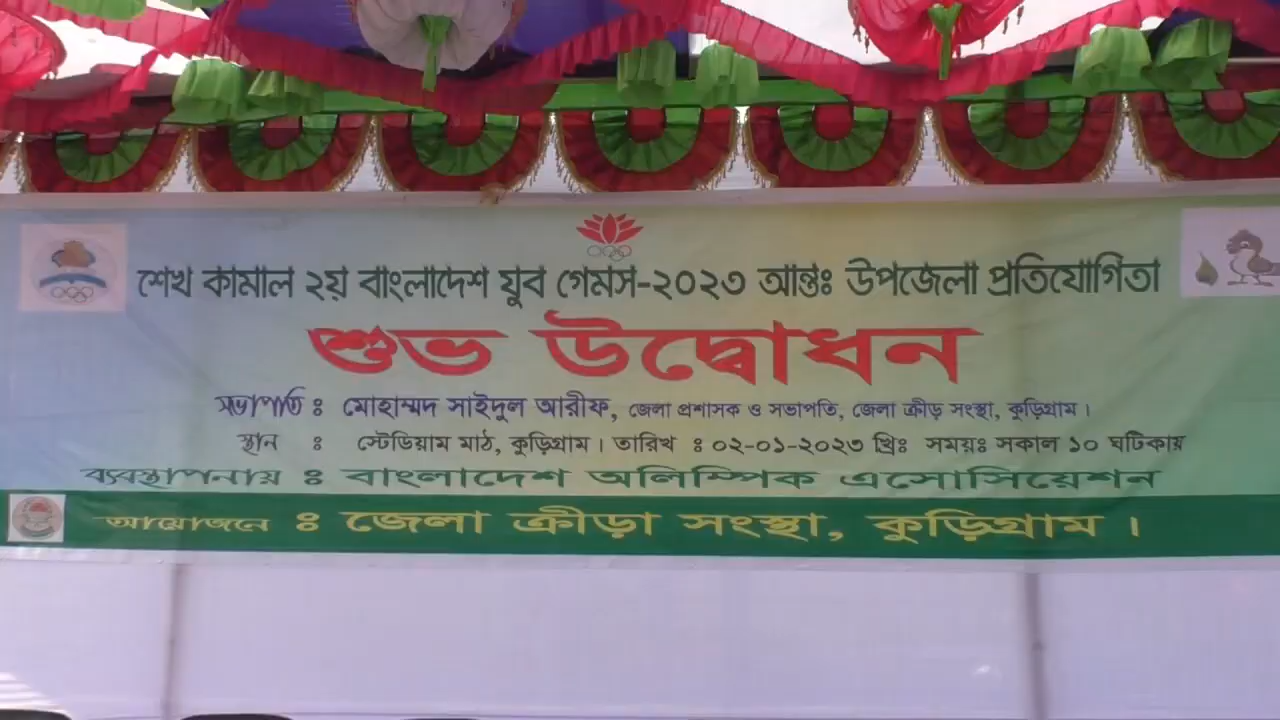 শেখ কামাল ২য় বাংলাদেশ যুব গেমস-২০২৩ আন্তঃ উপজেলা প্রতিযোগিতা
শুভ উদ্বোধন
সভাপতি ঃ মোহাম্মদ সাইদুল আরীফ, জেলা প্রশাসক ও সভাপতি, জেলা ক্রীড় সংস্থা, কুড়িগ্রাম।
স্থান ঃ স্টেডিয়াম মাঠ, কুড়িগ্রাম। তারিখ ঃ ০২-০১-২০২৩ খ্রিঃ সময়ঃ সকাল ১০ ঘটিকায়
ব্যবস্তাপনায় ঃ বাংলাদেশ অলিম্পিক এসোসিয়েশন
আয়োজনে ঃ জেলা ক্রীড়া সংস্থা, কুড়িগ্রাম।